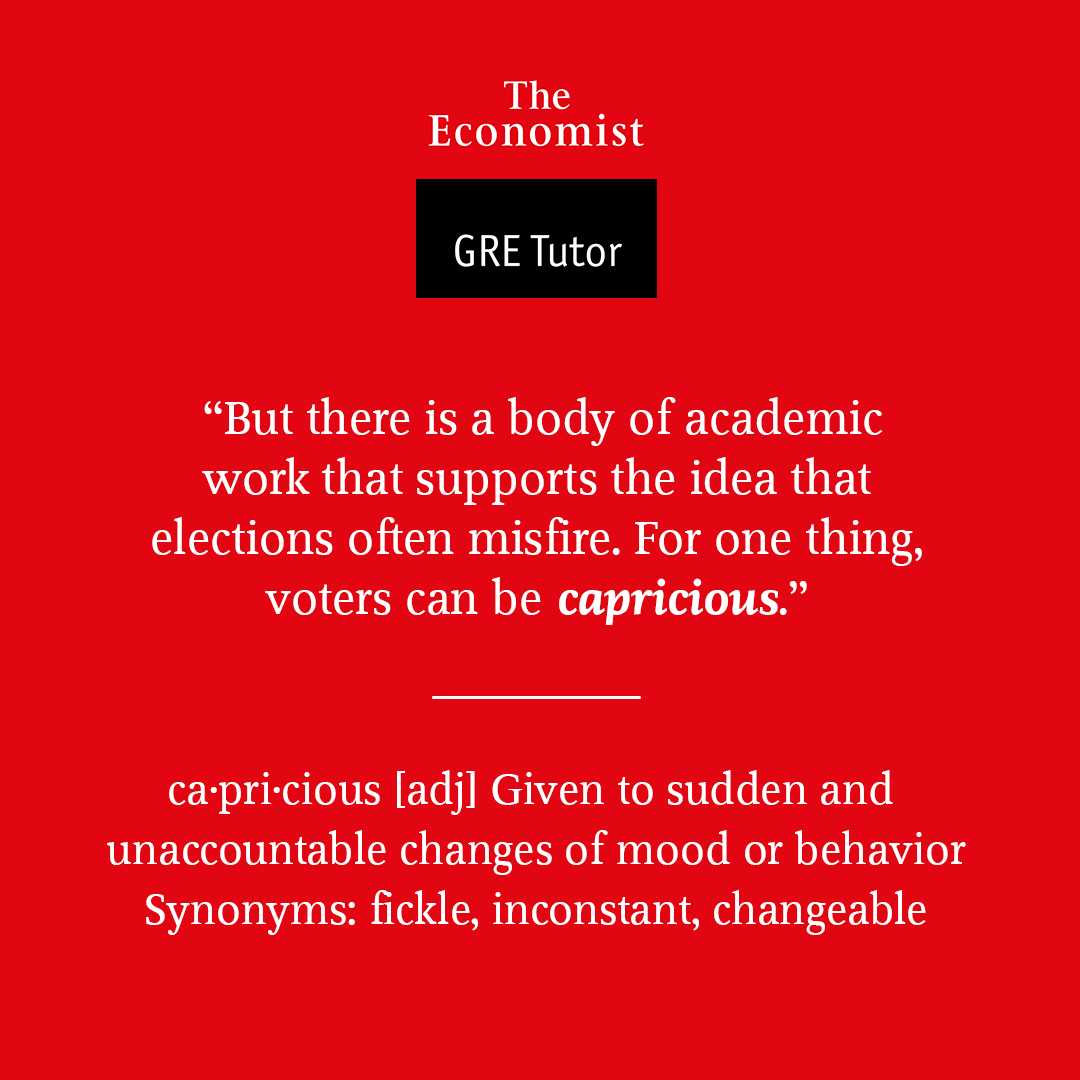 The
Economist
GRE Tutor
“But there is a body of academic
work that supports the idea that
elections often misfire. For one thing,
voters can be capricious.”
ca·pri·cious [adj] Given to sudden and
unaccountable changes of mood or behavior
Synonyms: fickle, inconstant, changeable